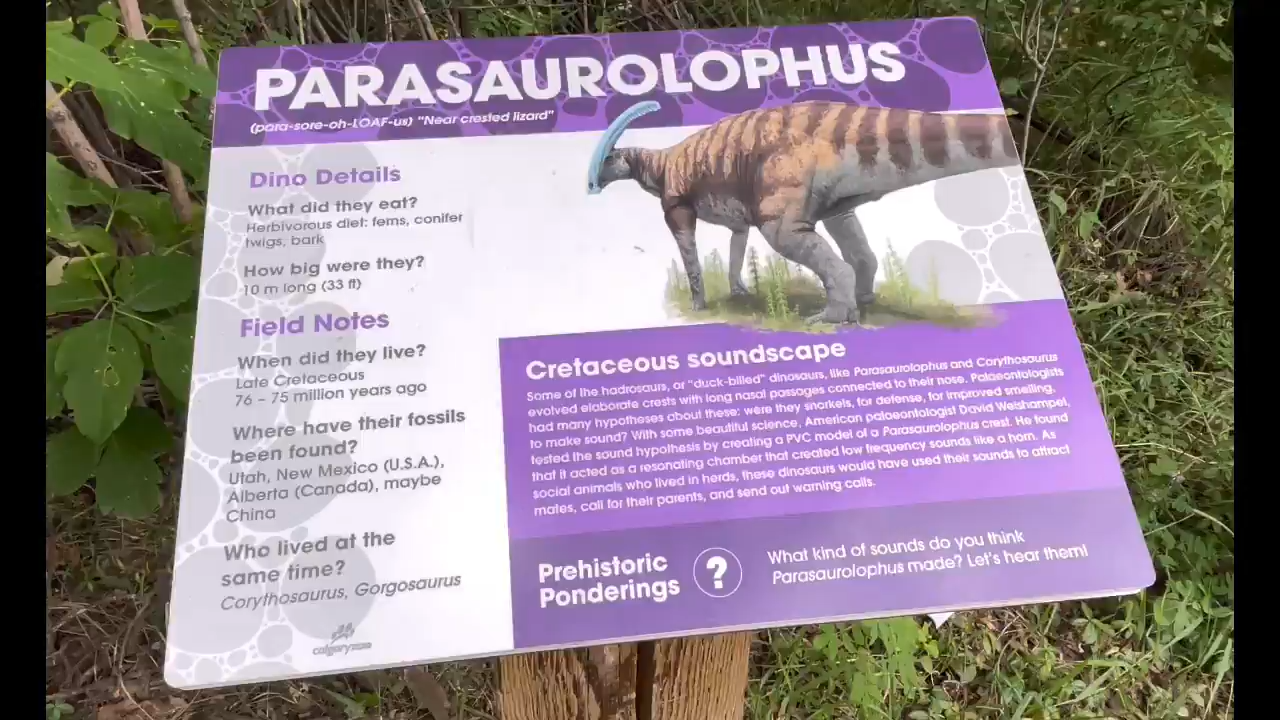 PARASAUROLOPHUS
(para-sore-oh-LOAF-us) "Near crested lizard"
Dino Details
What did they eat?
Herbivorous diet: ferns, conifer
twigs, bark
How big were they?
10 m long (33 ft)
Field Notes
When did they live?
Late Cretaceous
76 – 75 million years ago
Where have their fossils
been found?
Utah, New Mexico (U.S.A.),
Alberta (Canada), maybe
China
Who lived at the
same time?
Corythosaurus, Gorgosaurus
calgaryzoo
Cretaceous soundscape
Some of the hadrosaurs, or "duck-billed" dinosaurs, like Parasaurolophus and Corythosaurus
evolved elaborate crests with long nasal passages connected to their nose. Palaeontologists
had many hypotheses about these: were they snorkels, for defense, for improved smelling,
to make sound? With some beautiful science, American palaeontologist David Weishampel,
tested the sound hypothesis by creating a PVC model of a Parasaurolophus crest. He found
that it acted as a resonating chamber that created low frequency sounds like a horn. As
social animals who lived in herds, these dinosaurs would have used their sounds to attract
mates, call for their parents, and send out warning calls.
Prehistoric
Ponderings
?
What kind of sounds do you think
Parasaurolophus made? Let's hear them!